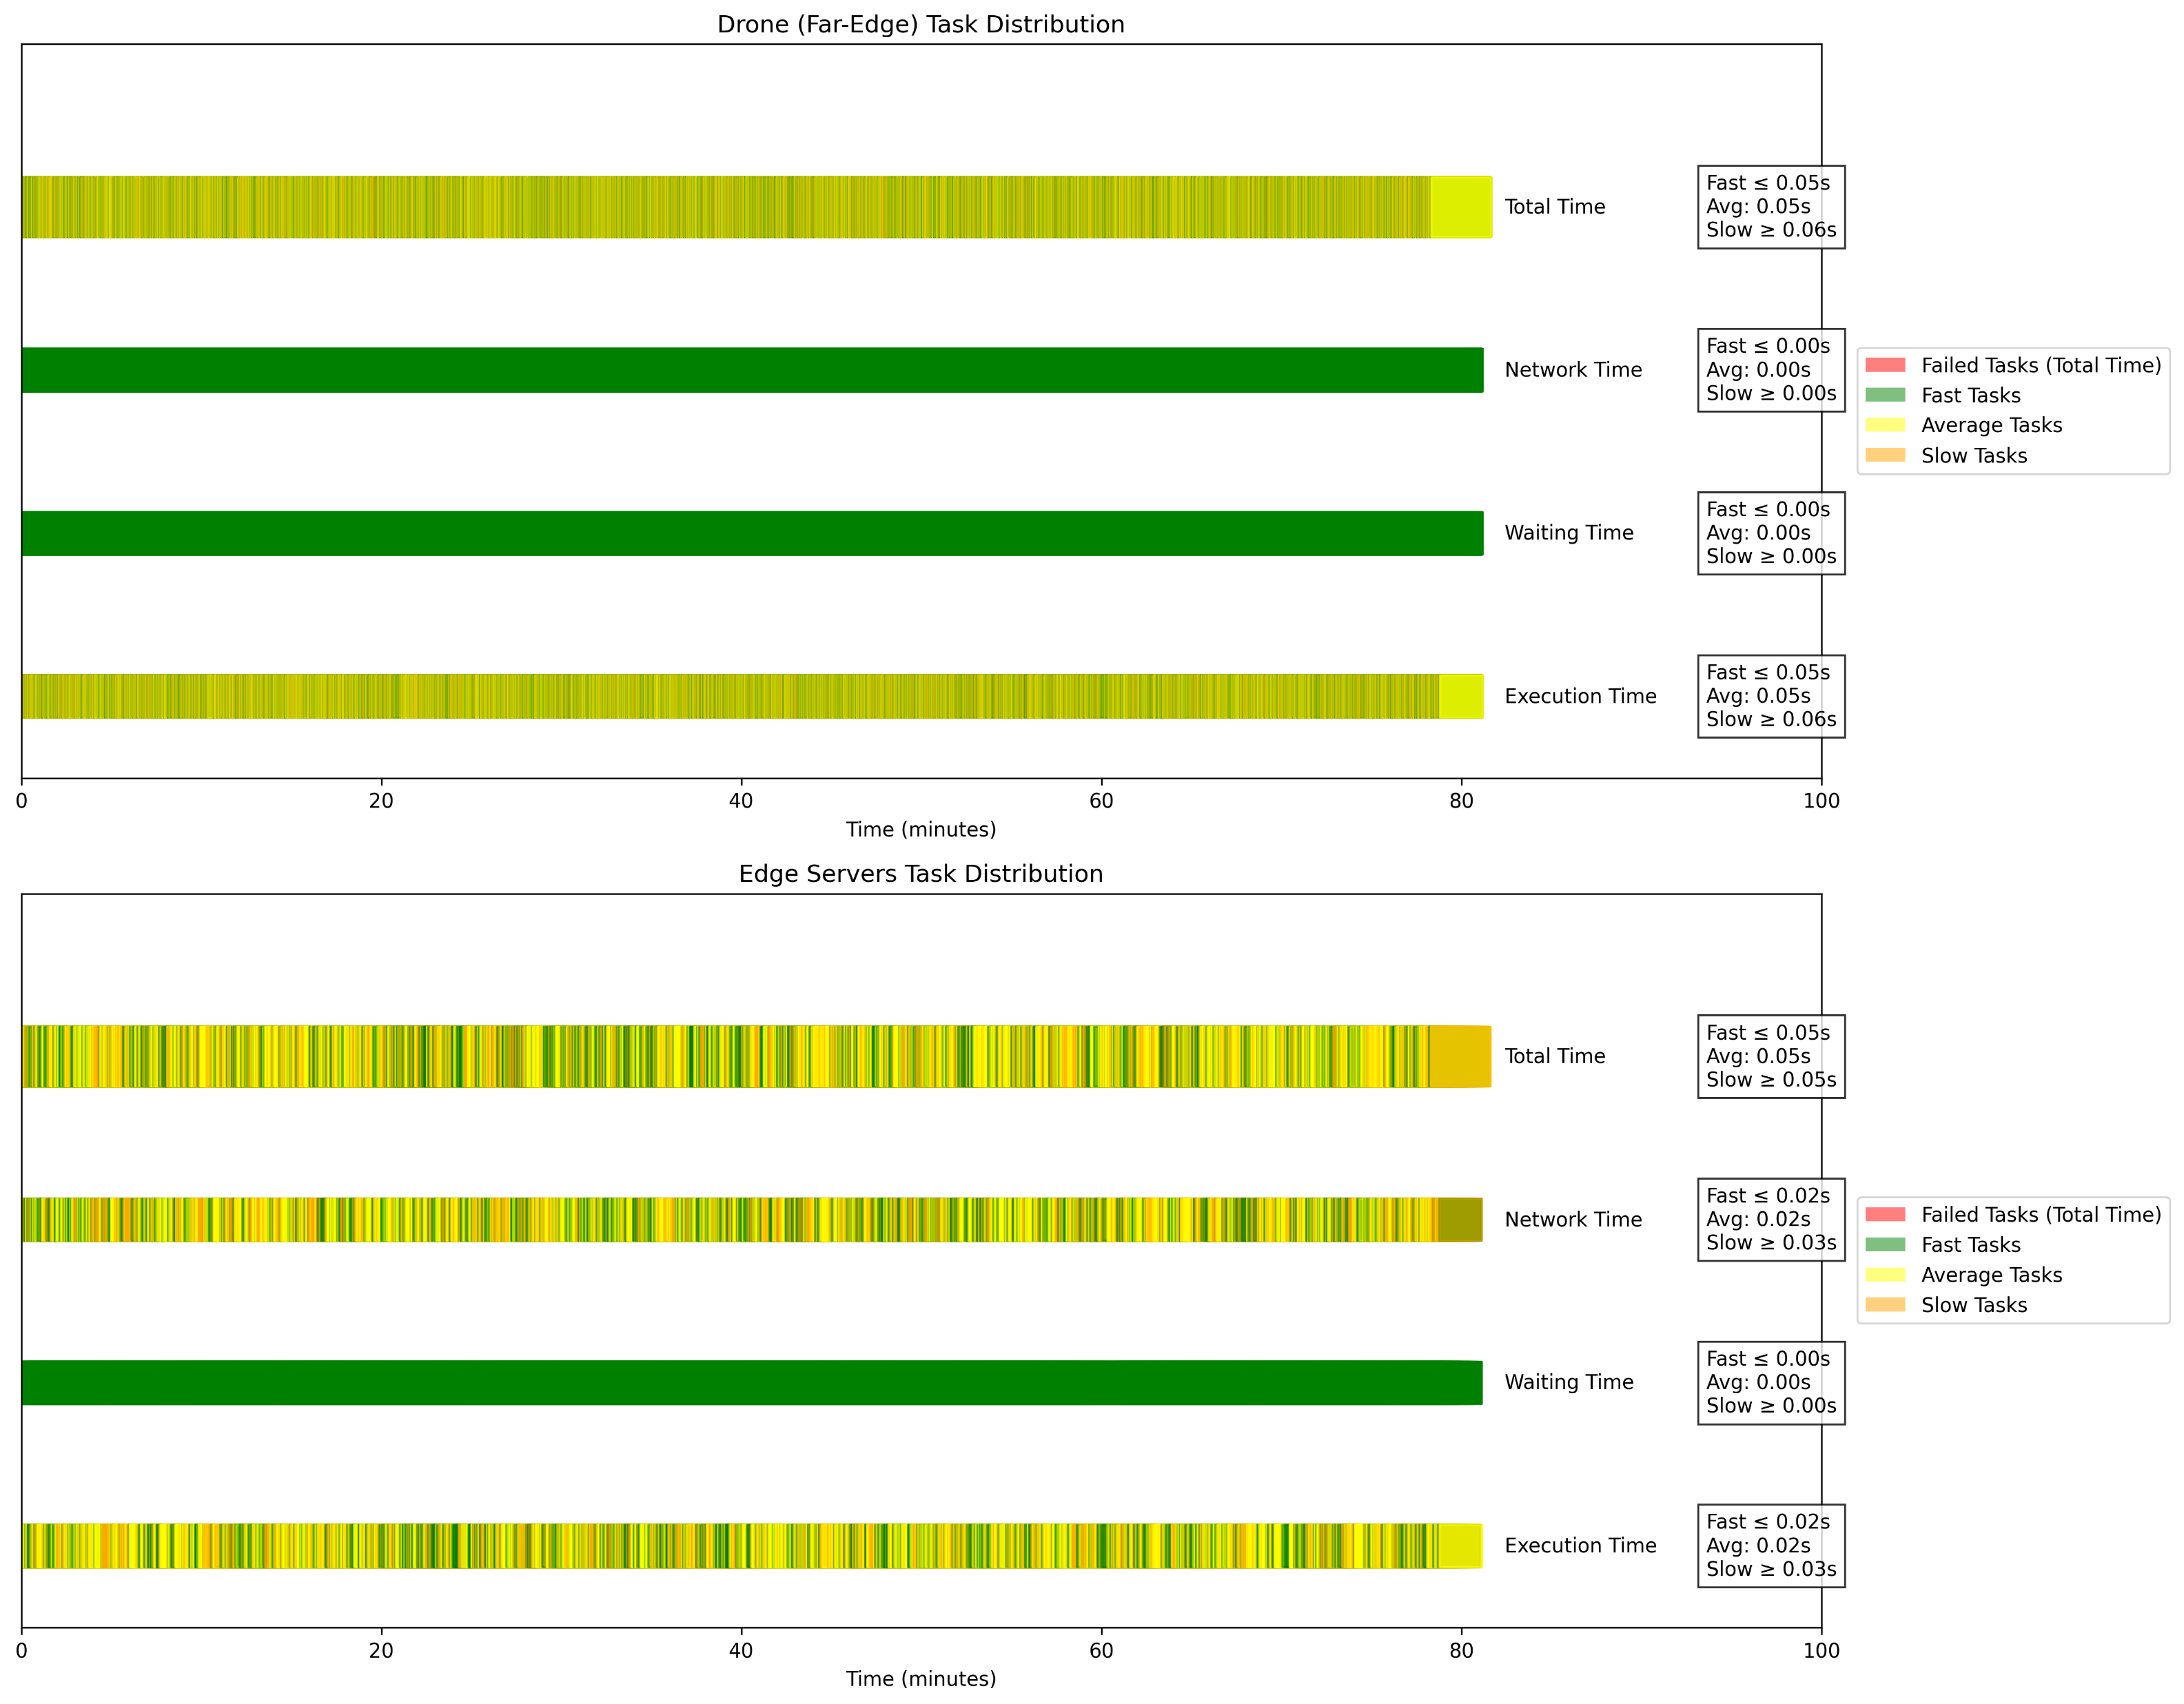 Drone (Far-Edge) Task Distribution
Total Time
Fast ≤ 0.05s
Avg: 0.05s
Slow ≥ 0.06s
Network Time
Fast ≤ 0.00s
Avg: 0.00s
Slow ≥ 0.00s
Failed Tasks (Total Time)
Fast Tasks
Average Tasks
Slow Tasks
Waiting Time
Fast ≤ 0.00s
Avg: 0.00s
Slow ≥ 0.00s
Execution Time
Fast ≤ 0.05s
Avg: 0.05s
Slow ≥ 0.06s
0 20 40 60 80 100
Time (minutes)
Edge Servers Task Distribution
Total Time
Fast ≤ 0.05s
Avg: 0.05s
Slow ≥ 0.05s
Network Time
Fast ≤ 0.02s
Avg: 0.02s
Slow ≥ 0.03s
Failed Tasks (Total Time)
Fast Tasks
Average Tasks
Slow Tasks
Waiting Time
Fast ≤ 0.00s
Avg: 0.00s
Slow ≥ 0.00s
Execution Time
Fast ≤ 0.02s
Avg: 0.02s
Slow ≥ 0.03s
0 20 40 60 80 100
Time (minutes)